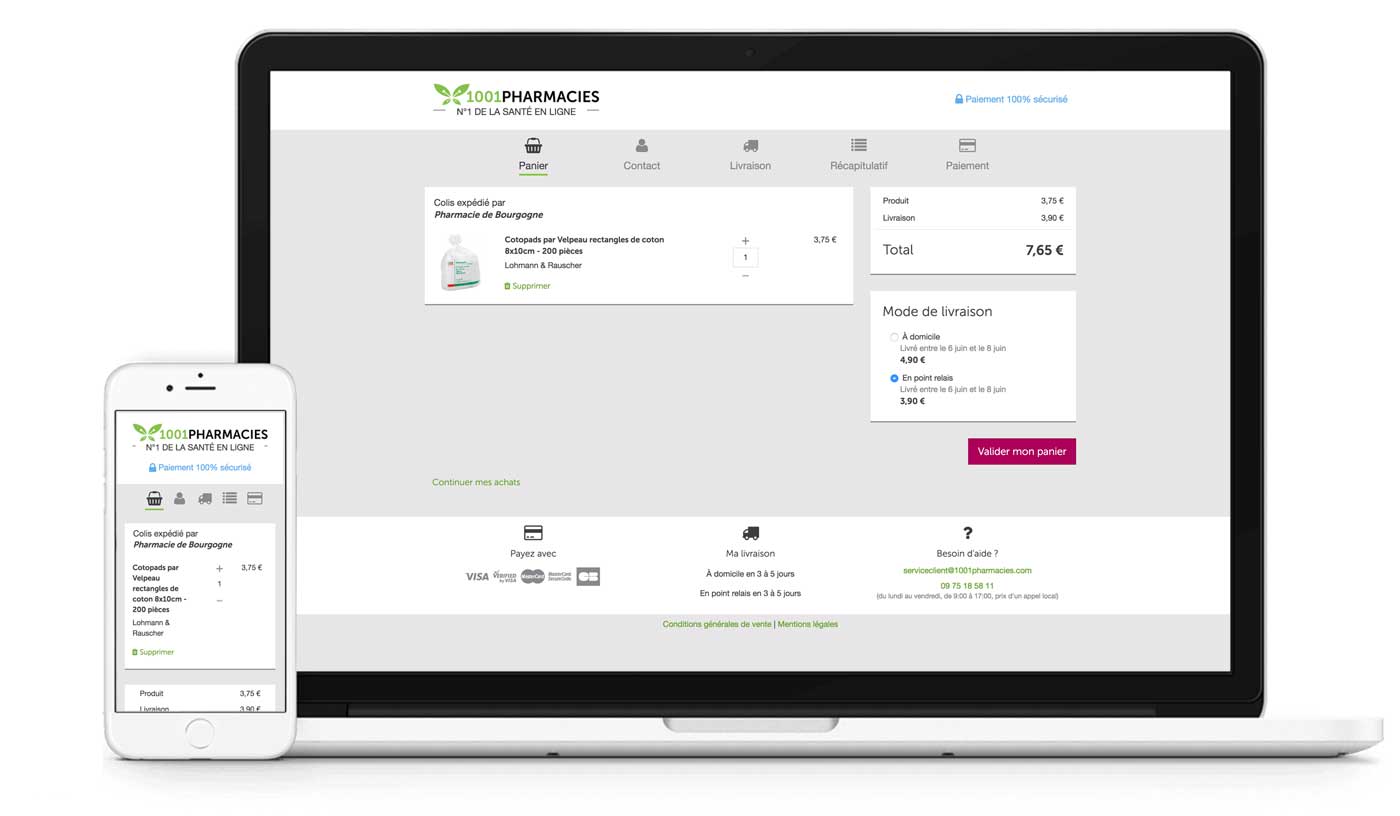 1001PHARMACIES
N°1 DE LA SANTÉ EN LIGNE
Paiement 100% sécurisé
Panier
Contact
Livraison
Récapitulatif
Paiement
Colis expédié par
Pharmacie de Bourgogne
Cotopads par Velpeau rectangles de coton
8x10cm - 200 pièces
Lohmann & Rauscher
Supprimer
+
1
–
3,75 €
Produit 3,75 €
Livraison 3,90 €
Total 7,65 €
Mode de livraison
À domicile
Livré entre le 6 juin et le 8 juin
4,90 €
En point relais
Livré entre le 6 juin et le 8 juin
3,90 €
Valider mon panier
Continuer mes achats
Payez avec
VISA VERIFIED by VISA MasterCard MasterCard SecureCode CB
Ma livraison
À domicile en 3 à 5 jours
En point relais en 3 à 5 jours
?
Besoin d'aide ?
serviceclient@1001pharmacies.com
09 75 18 58 11
(du lundi au vendredi, de 9:00 à 17:00, prix d'un appel local)
Conditions générales de vente | Mentions légales
1001PHARMACIES
N°1 DE LA SANTÉ EN LIGNE
Paiement 100% sécurisé
Colis expédié par
Pharmacie de Bourgogne
Cotopads par
Velpeau
rectangles de
coton 8x10cm -
200 pièces
Lohmann &
Rauscher
Supprimer
+
1
–
3,75 €
Produit 3,75 €
Livraison 3,90 €